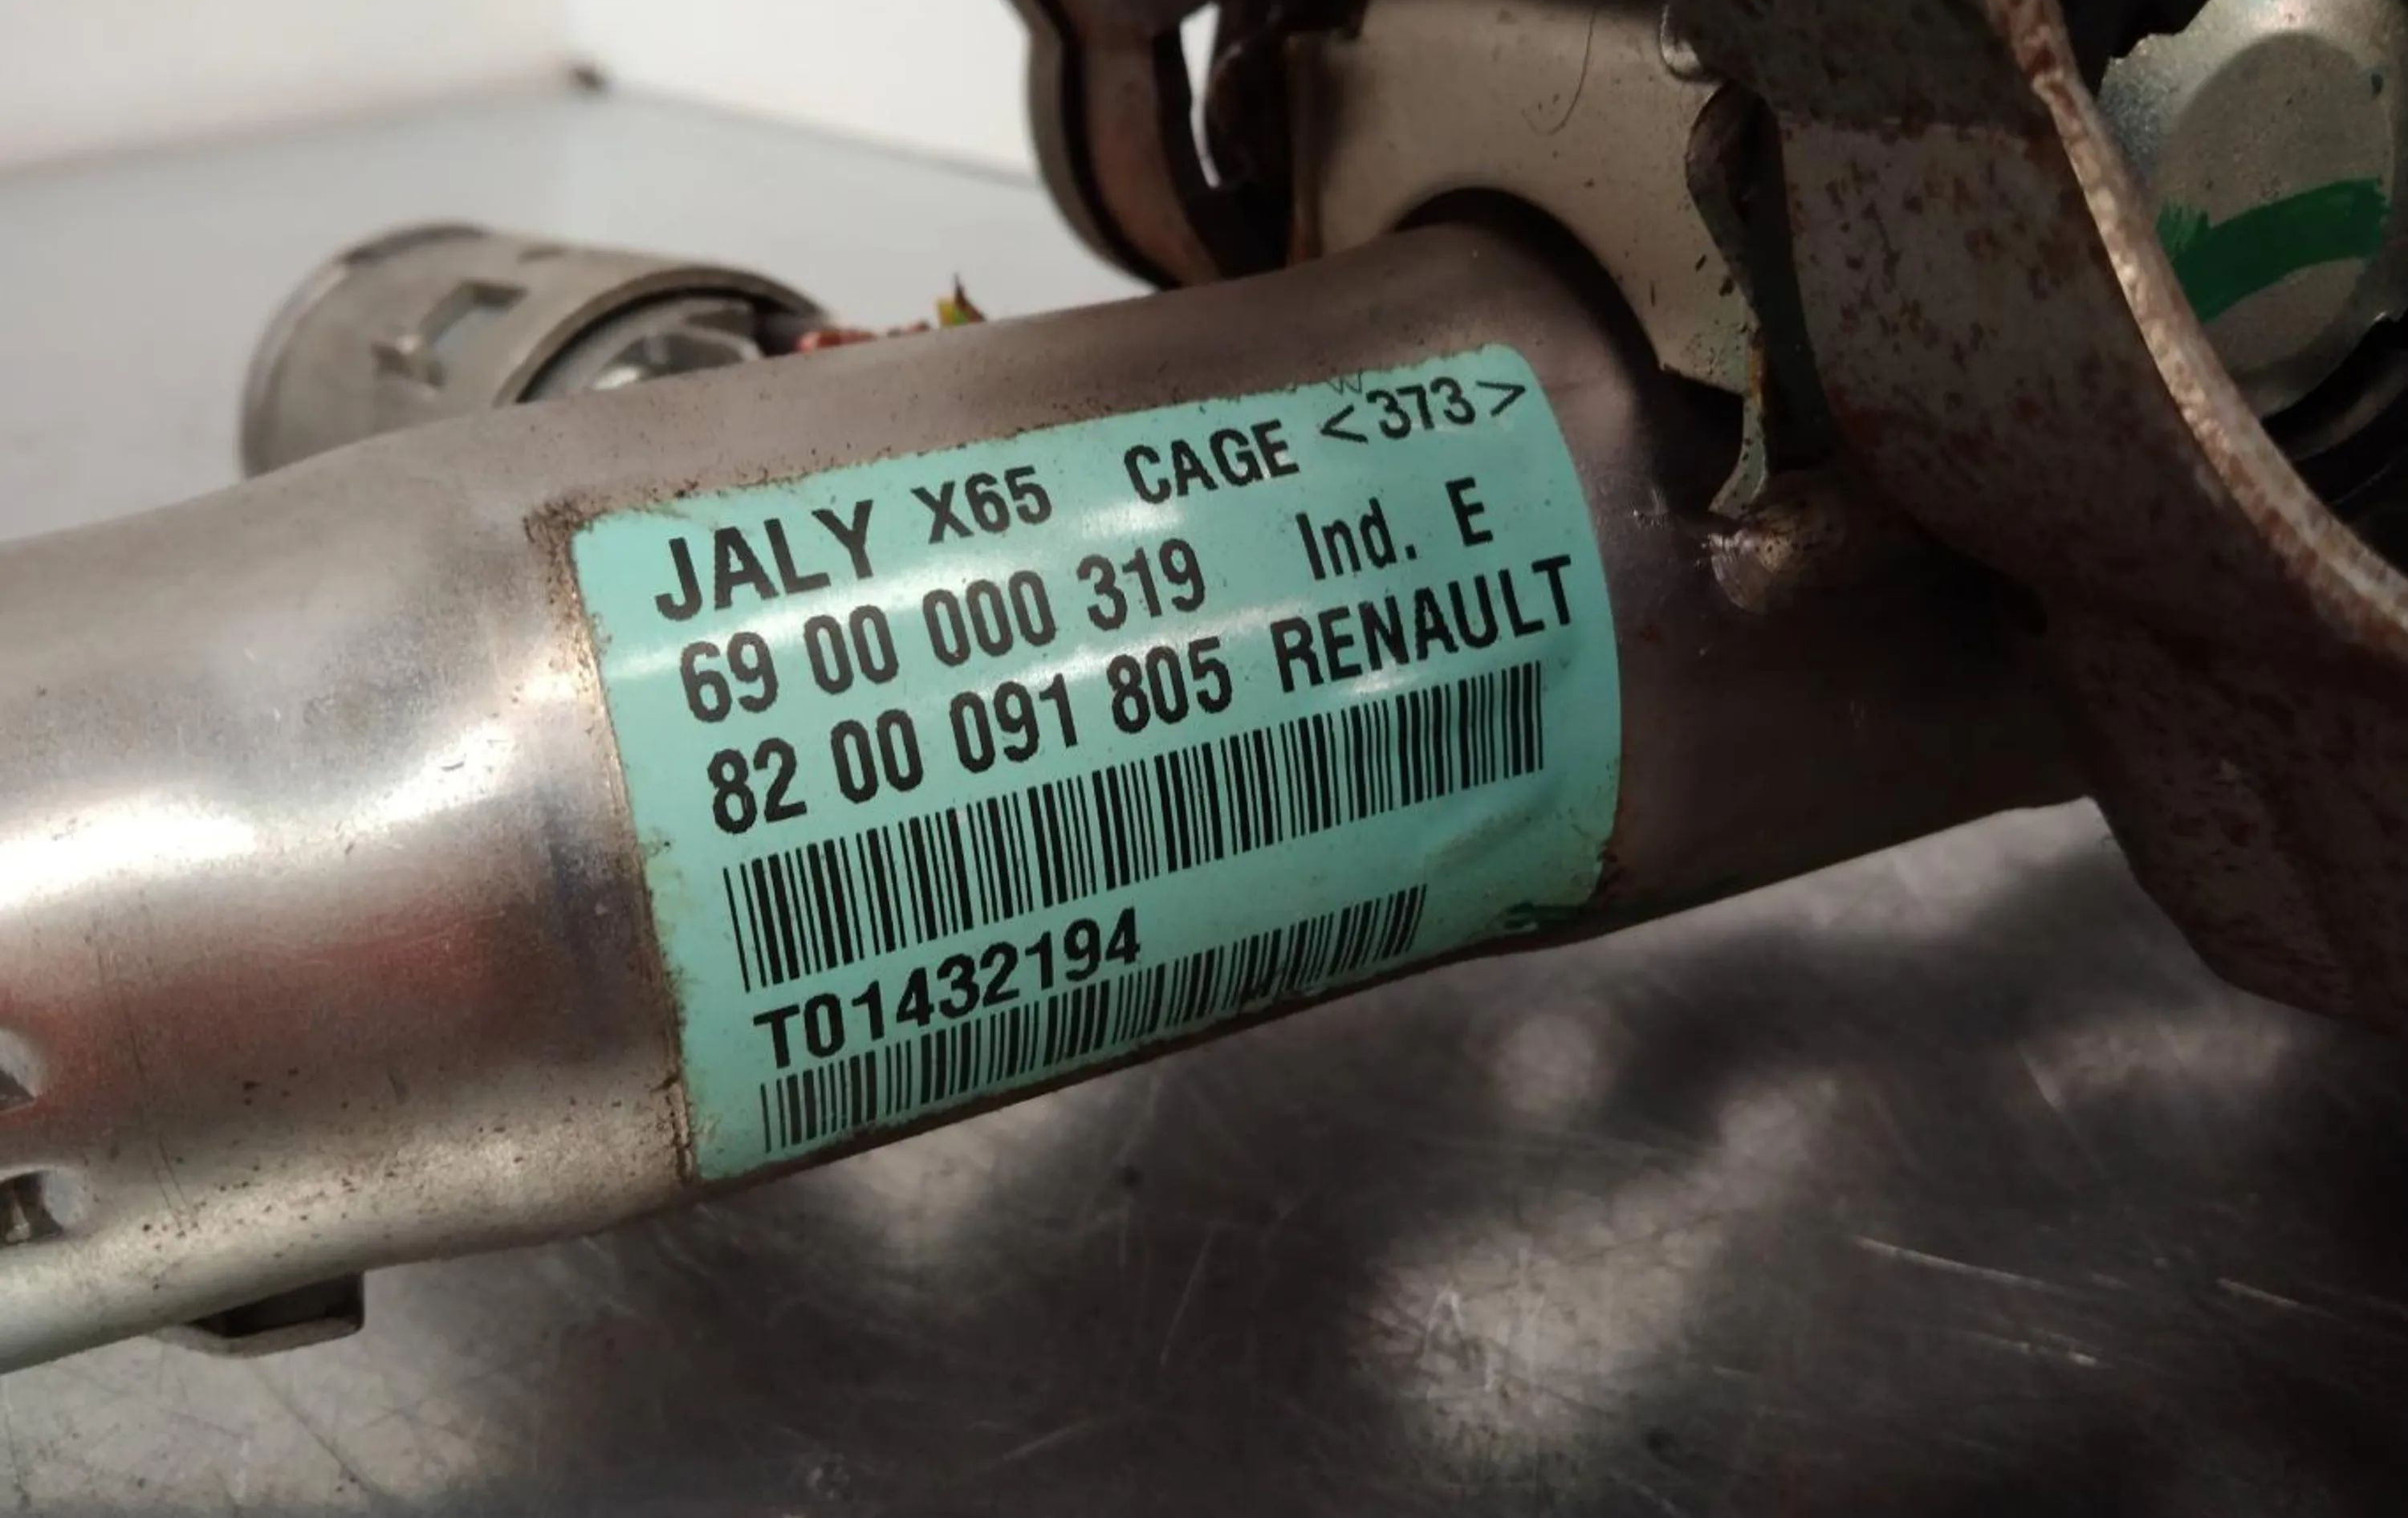 JALY X65 CAGE <373>
69 00 000 319 Ind. E
82 00 091 805 RENAULT
T01432194